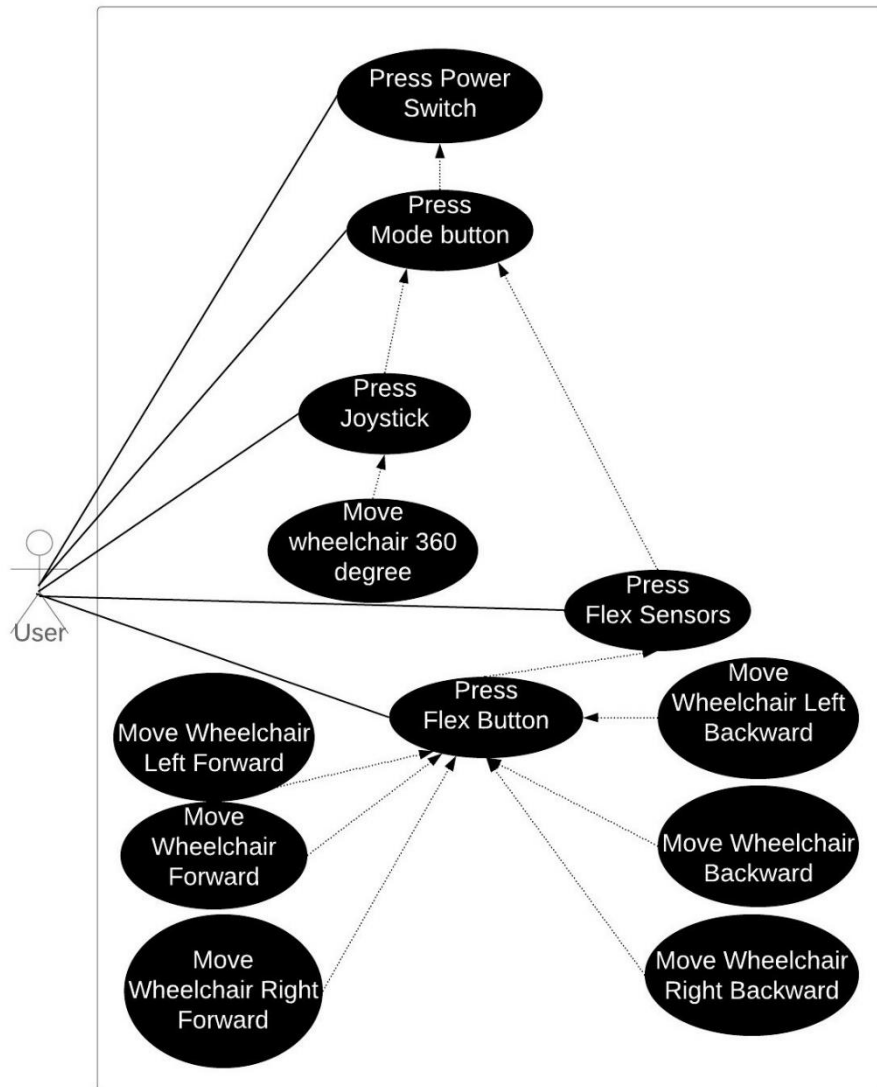 Press Power
Switch
Press
Mode button
Press
Joystick
Move
wheelchair 360
degree
Press
Flex Sensors
User
Press
Flex Button
Move
Wheelchair Left
Backward
Move Wheelchair
Left Forward
Move
Wheelchair
Forward
Move Wheelchair
Backward
Move
Wheelchair Right
Forward
Move Wheelchair
Right Backward